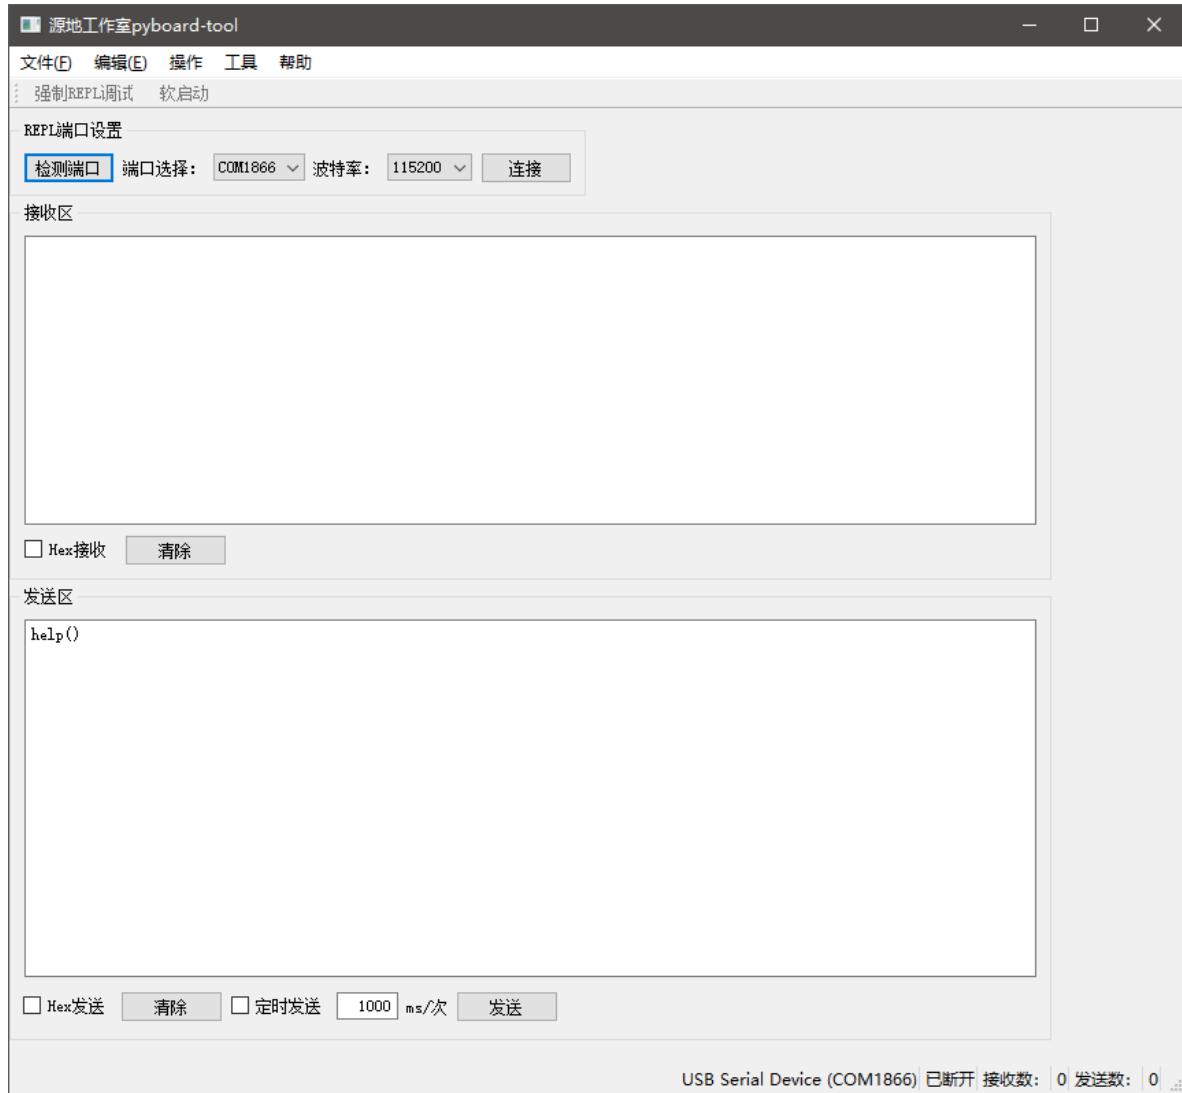 源地工作室pyboard-tool
文件(F) 编辑(E) 操作 工具 帮助
强制REPL调试 软启动
REPL端口设置
检测端口 端口选择: COM1866 波特率: 115200 连接
接收区
Hex接收 清除
发送区
help()
Hex发送 清除 定时发送 1000 ms/次 发送
USB Serial Device (COM1866) 已断开 接收数: 0 发送数: 0